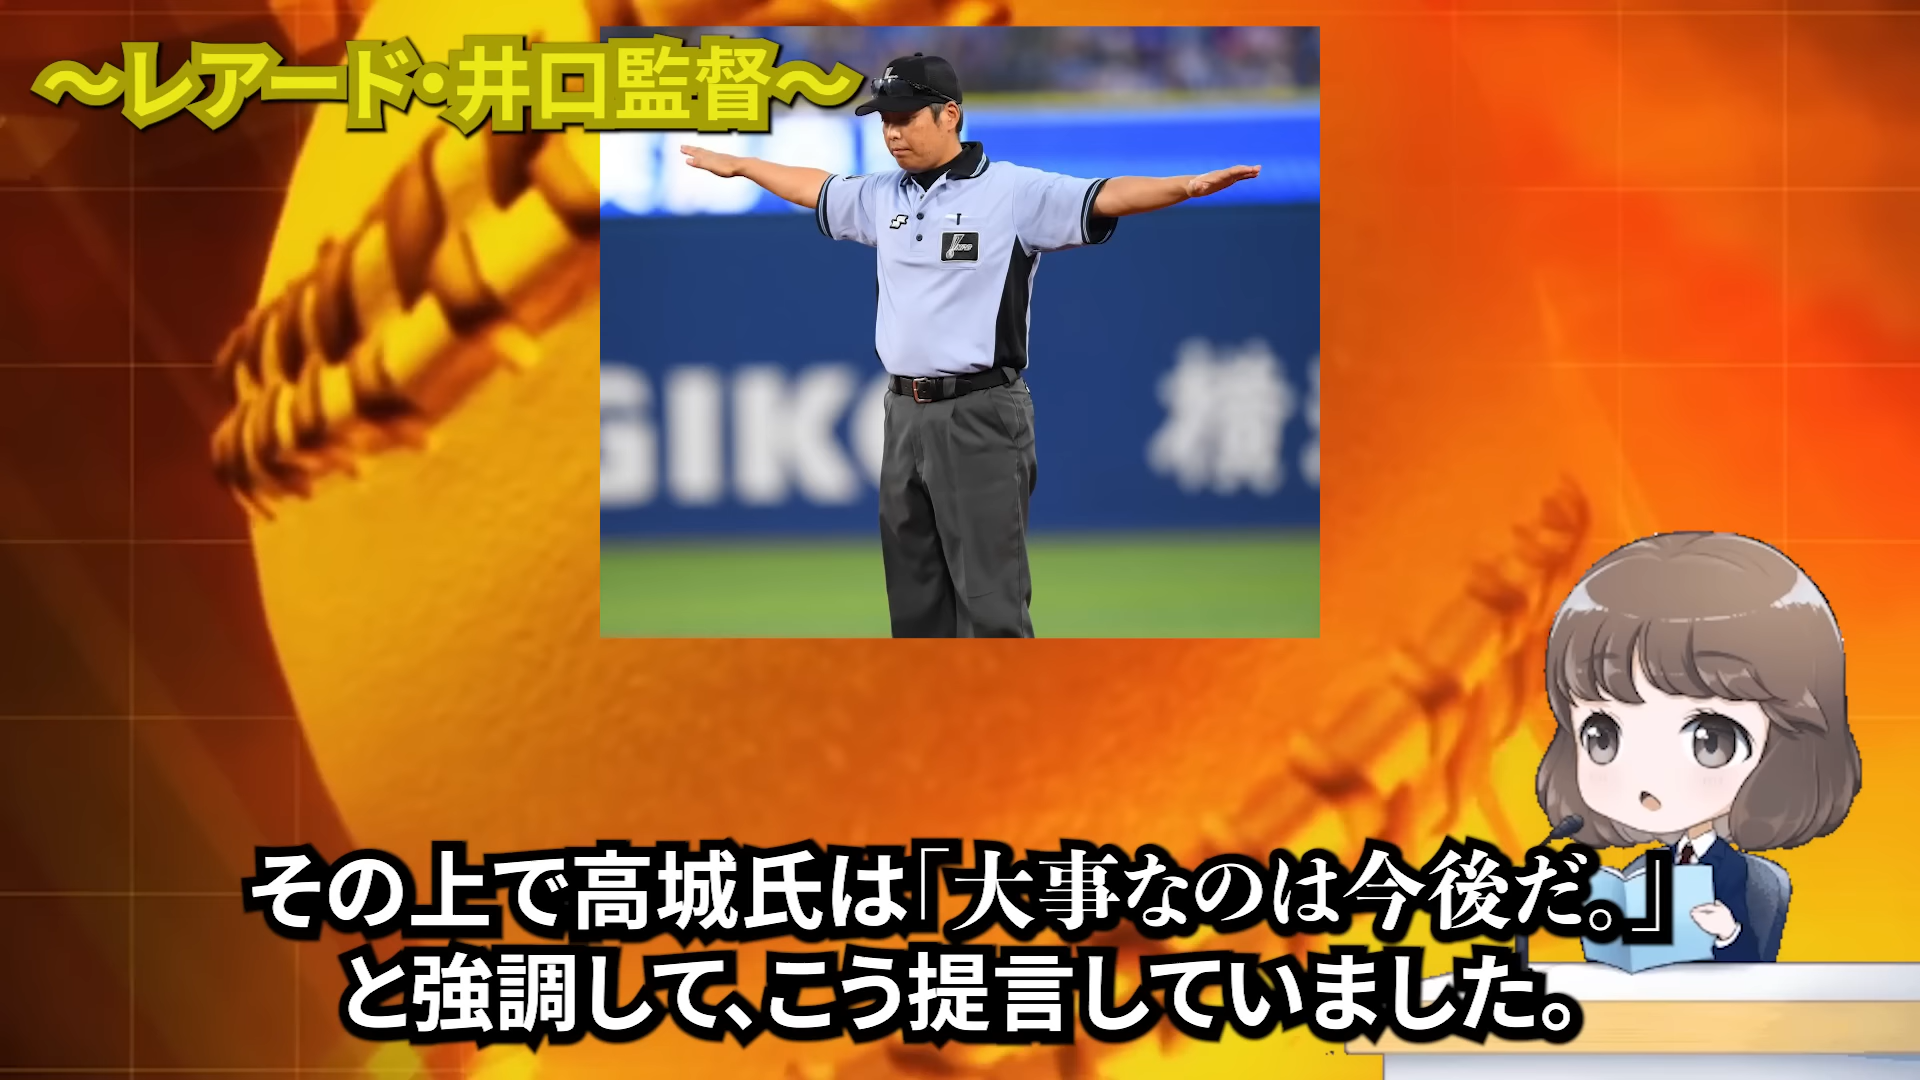 ～レアード・井口監督～
GIK
横
その上で高城氏は「大事なのは今後だ。」
と強調して、こう提言していました。